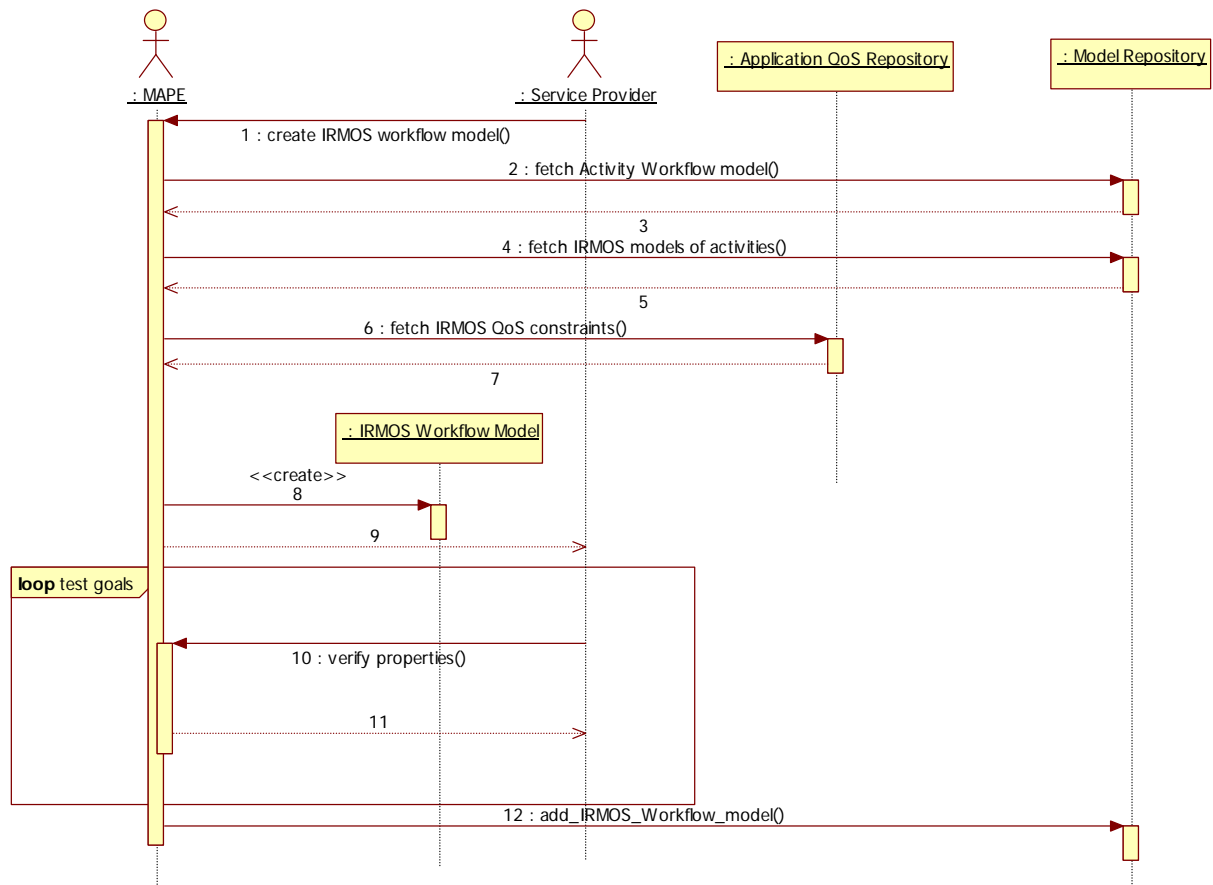 : MAPE
: Service Provider
: Application QoS Repository
: Model Repository
1 : create IRMOS workflow model()
2 : fetch Activity Workflow model()
3
4 : fetch IRMOS models of activities()
5
6 : fetch IRMOS QoS constraints()
7
: IRMOS Workflow Model
<<create>>
8
9
loop test goals
10 : verify properties()
11
12 : add_IRMOS_Workflow_model()